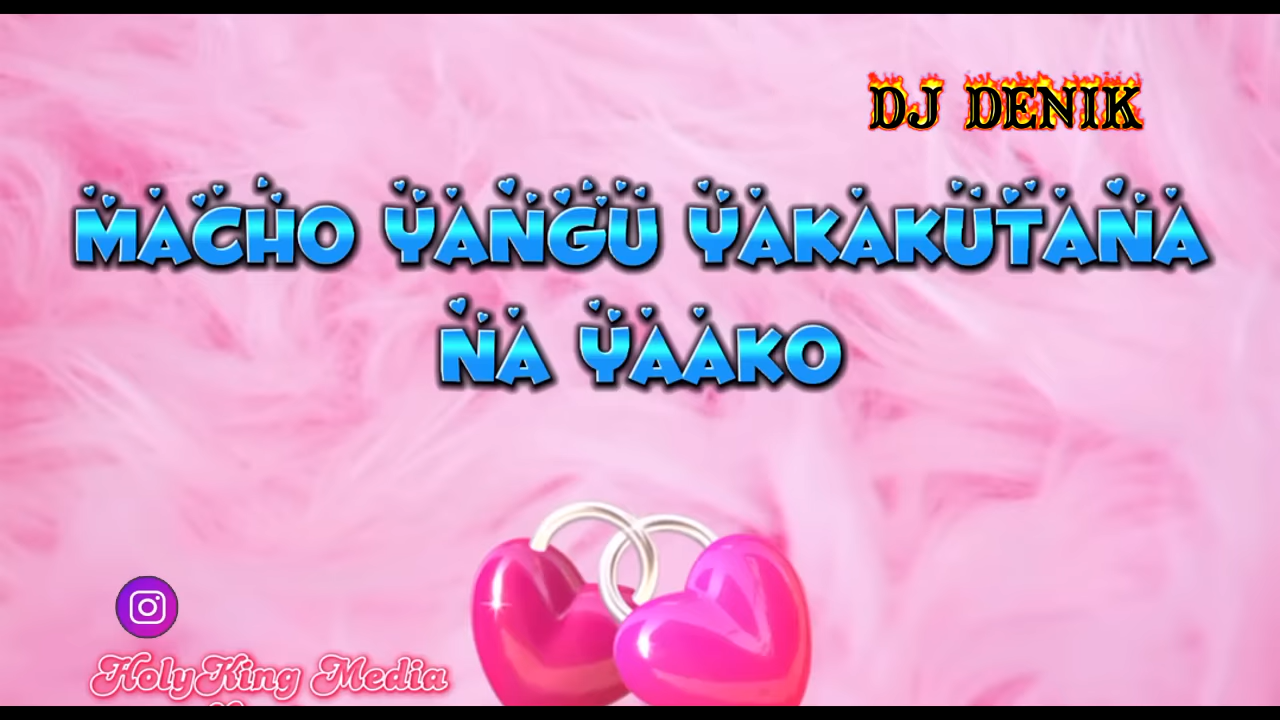 DJ DENIK
MACHO YANGU YAKAKUTANA
NA YAAKO
HolyKing Media